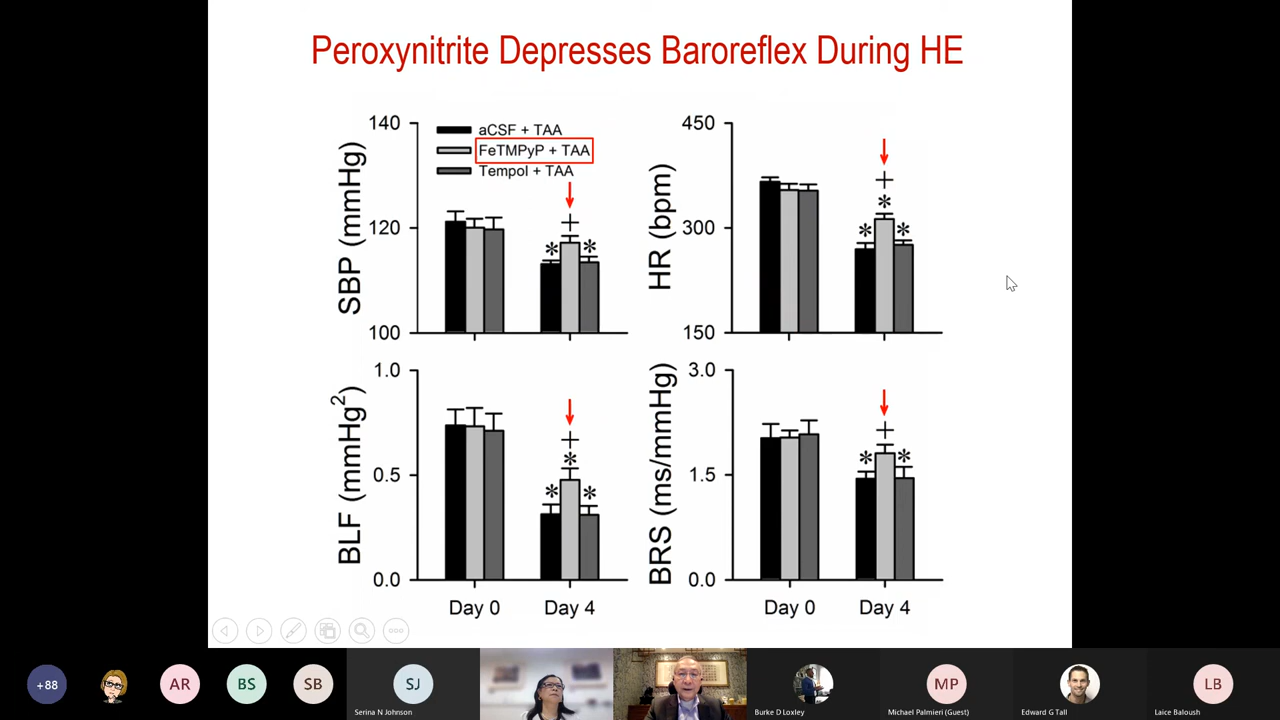 Peroxynitrite Depresses Baroreflex During HE
aCSF + TAA
FeTMPyP + TAA
Tempol + TAA
SBP (mmHg)
140
120
100
*
+
*
HR (bpm)
450
300
150
*
+
*
*
BLF (mmHg²)
1.0
0.5
0.0
*
+
*
*
Day 0
Day 4
BRS (ms/mmHg)
3.0
1.5
0.0
*
+
*
Day 0
Day 4
+88
AR
BS
SB
SJ
Serina N Johnson
Burke D Loxley
MP
Michael Palmieri (Guest)
Edward G Tall
LB
Laice Baloush